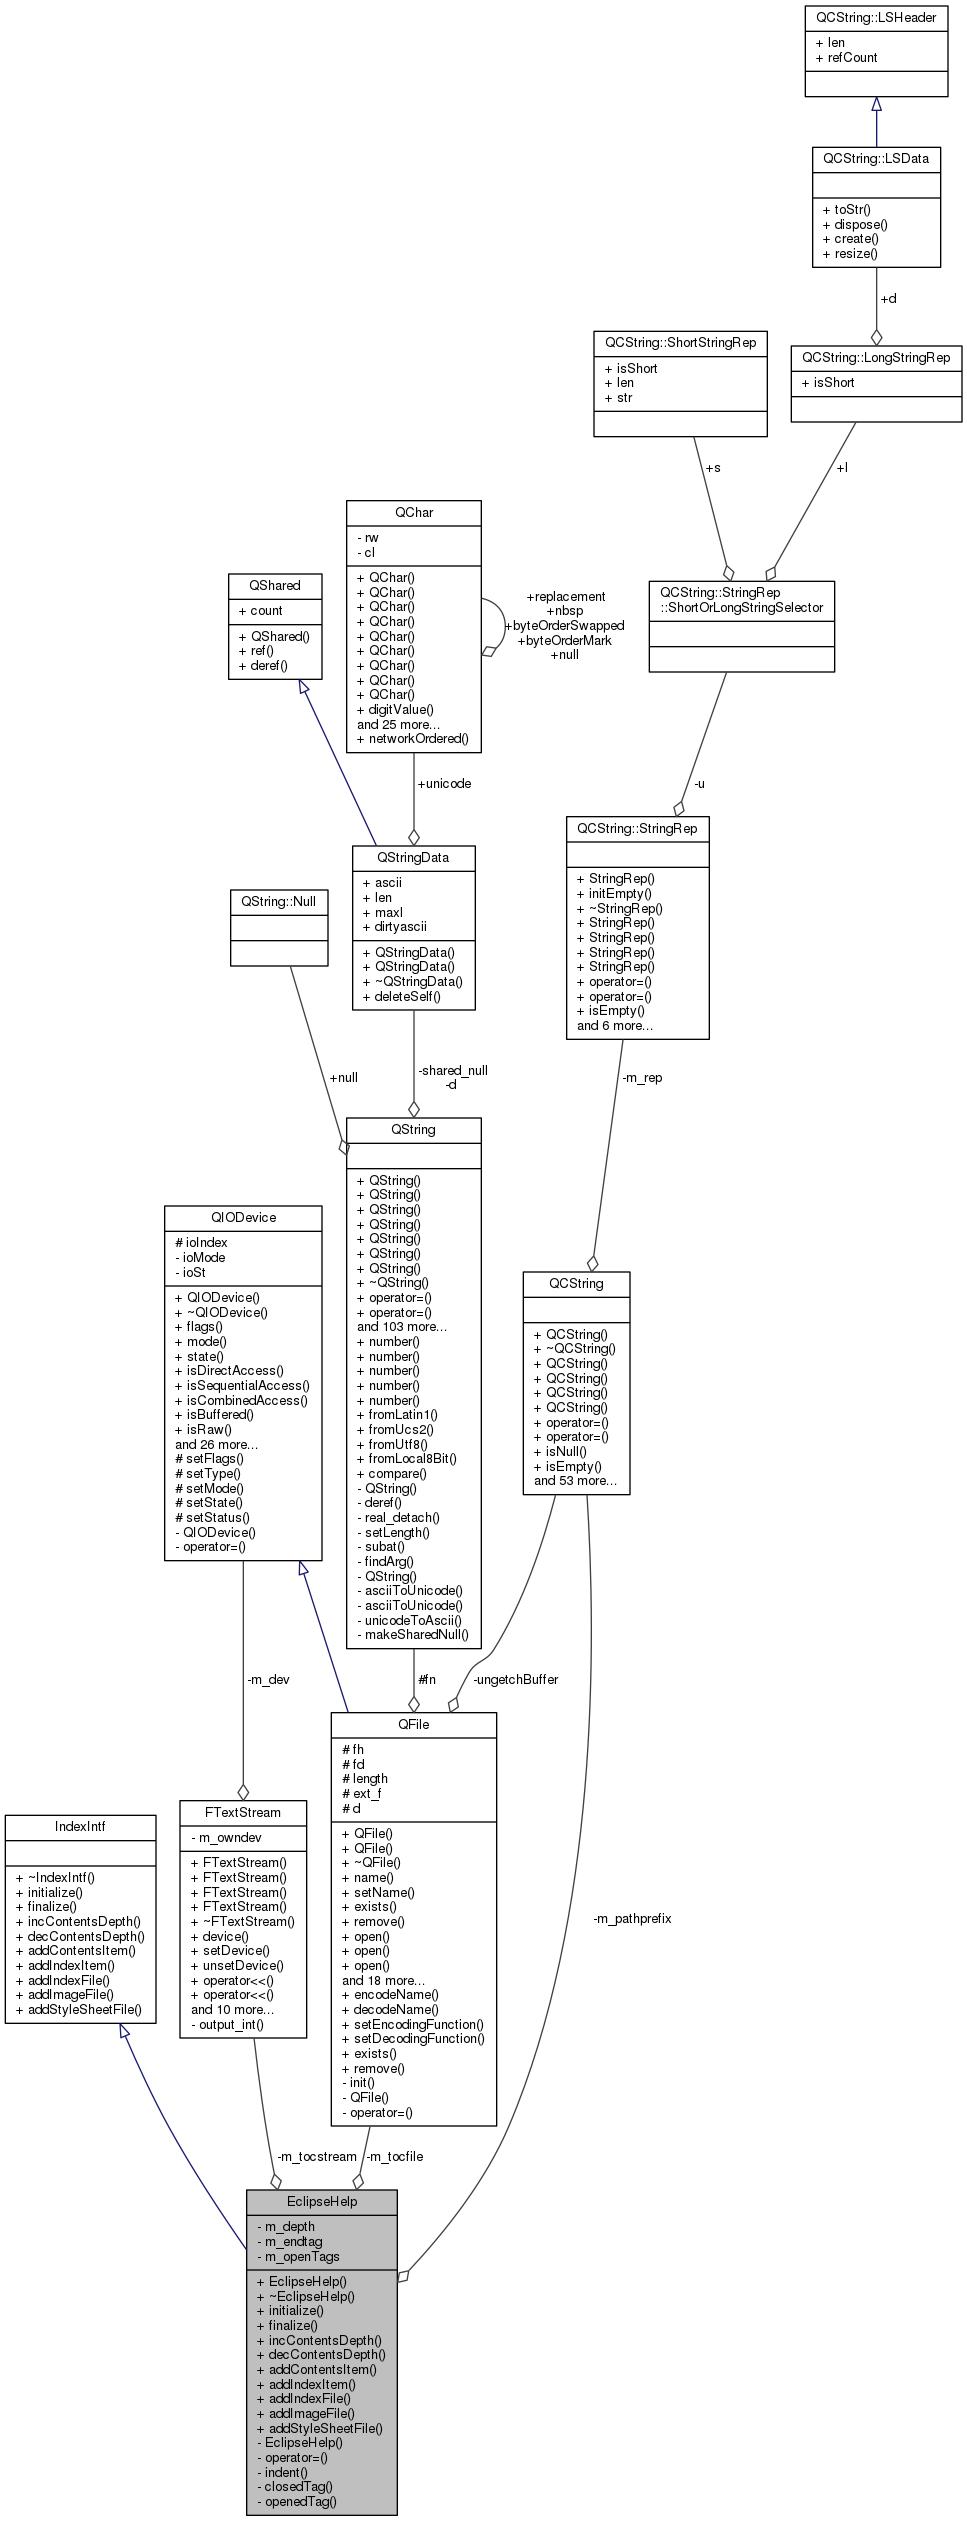 QCString::LSHeader
+ len
+ refCount
QCString::LSData
+ toStr()
+ dispose()
+ create()
+ resize()
+d
QCString::ShortStringRep
+ isShort
+ len
+ str
QCString::LongStringRep
+ isShort
+s
+l
QChar
- rw
- cl
+ QChar()
+ QChar()
+ QChar()
+ QChar()
+ QChar()
+ QChar()
+ QChar()
+ QChar()
+ QChar()
+ digitValue()
and 25 more...
+ networkOrdered()
+replacement
+nbsp
+byteOrderSwapped
+byteOrderMark
+null
QShared
+ count
+ QShared()
+ ref()
+ deref()
QCString::StringRep
::ShortOrLongStringSelector
+unicode
-u
QCString::StringRep
+ StringRep()
+ initEmpty()
+ ~StringRep()
+ StringRep()
+ StringRep()
+ StringRep()
+ StringRep()
+ operator=()
+ operator=()
+ isEmpty()
and 6 more...
QStringData
+ ascii
+ len
+ maxl
+ dirtyascii
+ QStringData()
+ QStringData()
+ ~QStringData()
+ deleteSelf()
QString::Null
+null
-shared_null
-d
-m_rep
QString
+ QString()
+ QString()
+ QString()
+ QString()
+ QString()
+ QString()
+ QString()
+ ~QString()
+ operator=()
+ operator=()
and 103 more...
+ number()
+ number()
+ number()
+ number()
+ number()
+ fromLatin1()
+ fromUcs2()
+ fromUtf8()
+ fromLocal8Bit()
+ compare()
- QString()
- deref()
- real_detach()
- setLength()
- subat()
- findArg()
- QString()
- asciiToUnicode()
- asciiToUnicode()
- unicodeToAscii()
- makeSharedNull()
QIODevice
# ioIndex
- ioMode
- ioSt
+ QIODevice()
+ ~QIODevice()
+ flags()
+ mode()
+ state()
+ isDirectAccess()
+ isSequentialAccess()
+ isCombinedAccess()
+ isBuffered()
+ isRaw()
and 26 more...
# setFlags()
# setType()
# setMode()
# setState()
# setStatus()
- QIODevice()
- operator=()
QCString
+ QCString()
+ ~QCString()
+ QCString()
+ QCString()
+ QCString()
+ QCString()
+ operator=()
+ operator=()
+ isNull()
+ isEmpty()
and 53 more...
-m_dev
#fn
-ungetchBuffer
QFile
# fh
# fd
# length
# ext_f
# d
+ QFile()
+ QFile()
+ ~QFile()
+ name()
+ setName()
+ exists()
+ remove()
+ open()
+ open()
+ open()
and 18 more...
+ encodeName()
+ decodeName()
+ setEncodingFunction()
+ setDecodingFunction()
+ exists()
+ remove()
- init()
- QFile()
- operator=()
FTextStream
- m_owndev
+ FTextStream()
+ FTextStream()
+ FTextStream()
+ FTextStream()
+ ~FTextStream()
+ device()
+ setDevice()
+ unsetDevice()
+ operator<<()
+ operator<<()
and 10 more...
- output_int()
IndexIntf
+ ~IndexIntf()
+ initialize()
+ finalize()
+ incContentsDepth()
+ decContentsDepth()
+ addContentsItem()
+ addIndexItem()
+ addIndexFile()
+ addImageFile()
+ addStyleSheetFile()
-m_pathprefix
-m_tocstream
-m_tocfile
EclipseHelp
- m_depth
- m_endtag
- m_openTags
+ EclipseHelp()
+ ~EclipseHelp()
+ initialize()
+ finalize()
+ incContentsDepth()
+ decContentsDepth()
+ addContentsItem()
+ addIndexItem()
+ addIndexFile()
+ addImageFile()
+ addStyleSheetFile()
- EclipseHelp()
- operator=()
- indent()
- closedTag()
- openedTag()